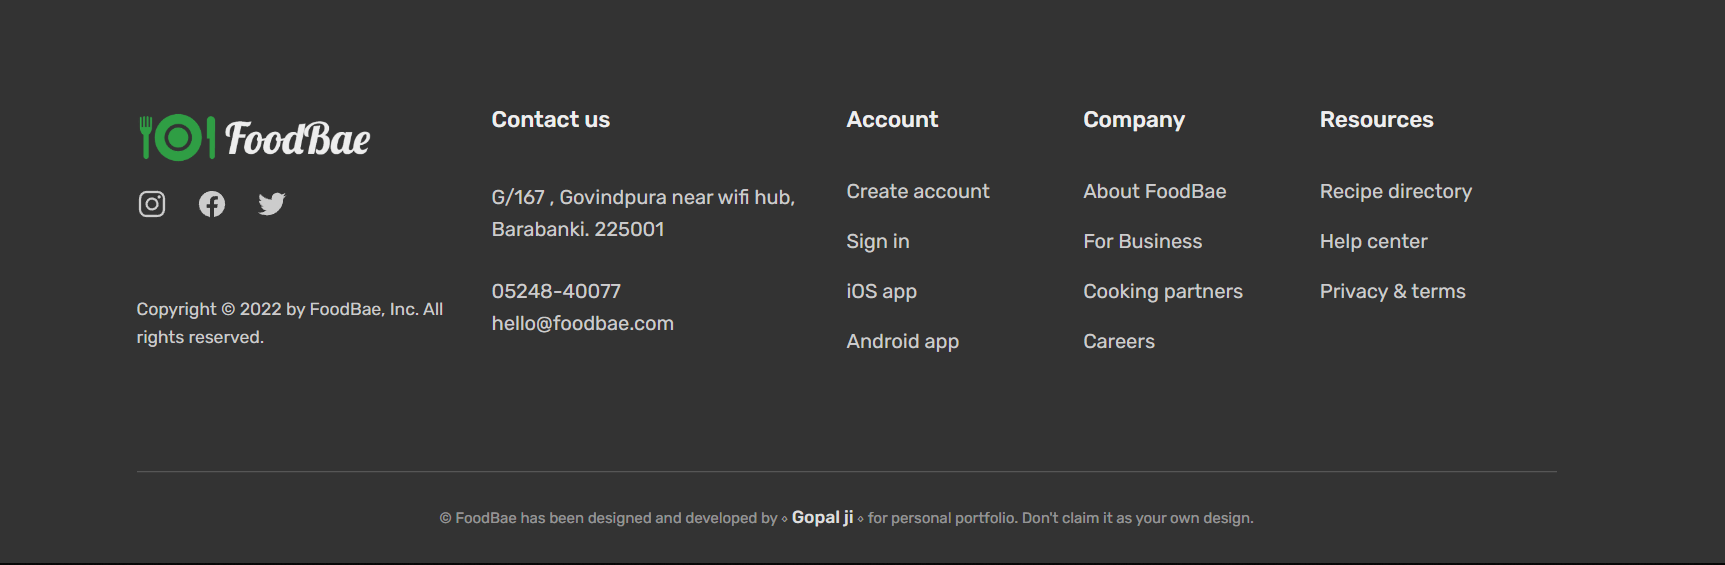 FoodBae
Copyright © 2022 by FoodBae, Inc. All
rights reserved.
Contact us
G/167 , Govindpura near wifi hub,
Barabanki. 225001
05248-40077
hello@foodbae.com
Account
Create account
Sign in
iOS app
Android app
Company
About FoodBae
For Business
Cooking partners
Careers
Resources
Recipe directory
Help center
Privacy & terms
© FoodBae has been designed and developed by ⋄ Gopal ji ⋄ for personal portfolio. Don't claim it as your own design.